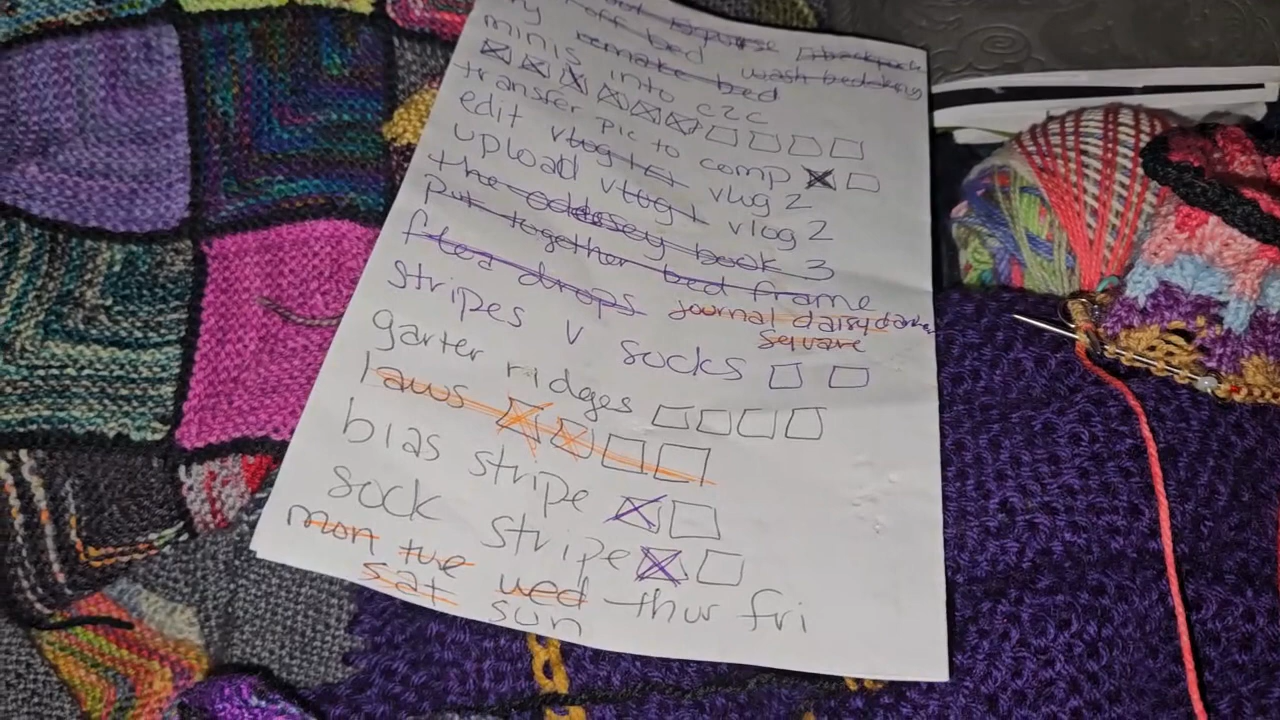 off bed
remake bed wash bedding
minis into c2c
transfer pic to comp
edit vlog 1 vlog 2
upload vlog 1 vlog 2
the oddessy book 3
put together bed frame
flea drops journal daisy
square
stripes v socks
garter ridges
laws
bias stripe
sock stripe
mon tue wed thur fri
sat sun